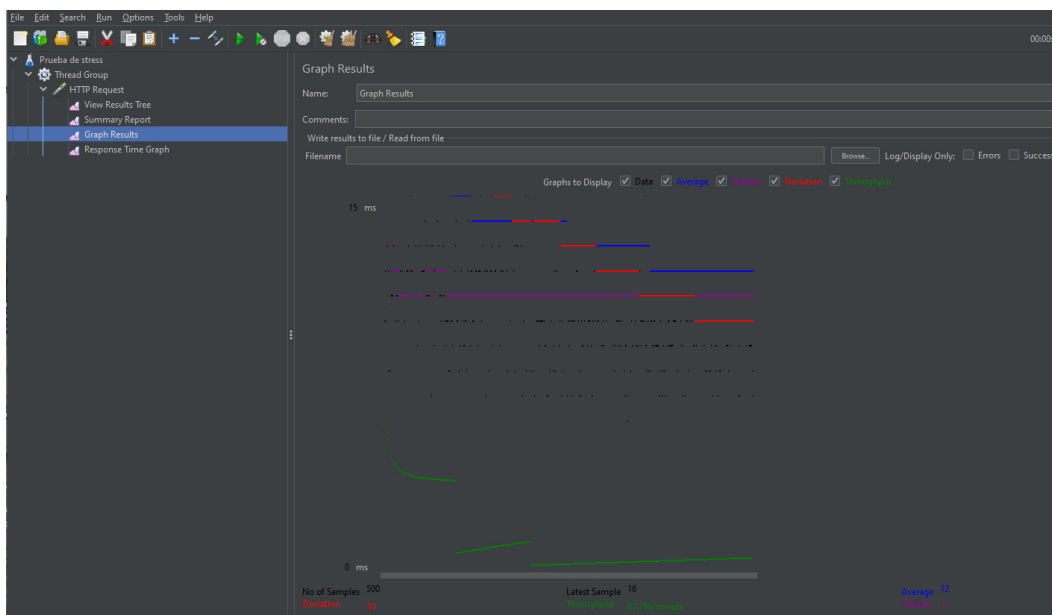 File Edit Search Run Options Tools Help
00:00:
Prueba de stress
Thread Group
HTTP Request
View Results Tree
Summary Report
Graph Results
Response Time Graph
Graph Results
Name: Graph Results
Comments:
Write results to file / Read from file
Filename Browse... Log/Display Only: Errors Success
Graphs to Display Data Average Median Deviation Throughput
15 ms
0 ms
No of Samples 500 Latest Sample 16 Average 12
Deviation 10 Throughput